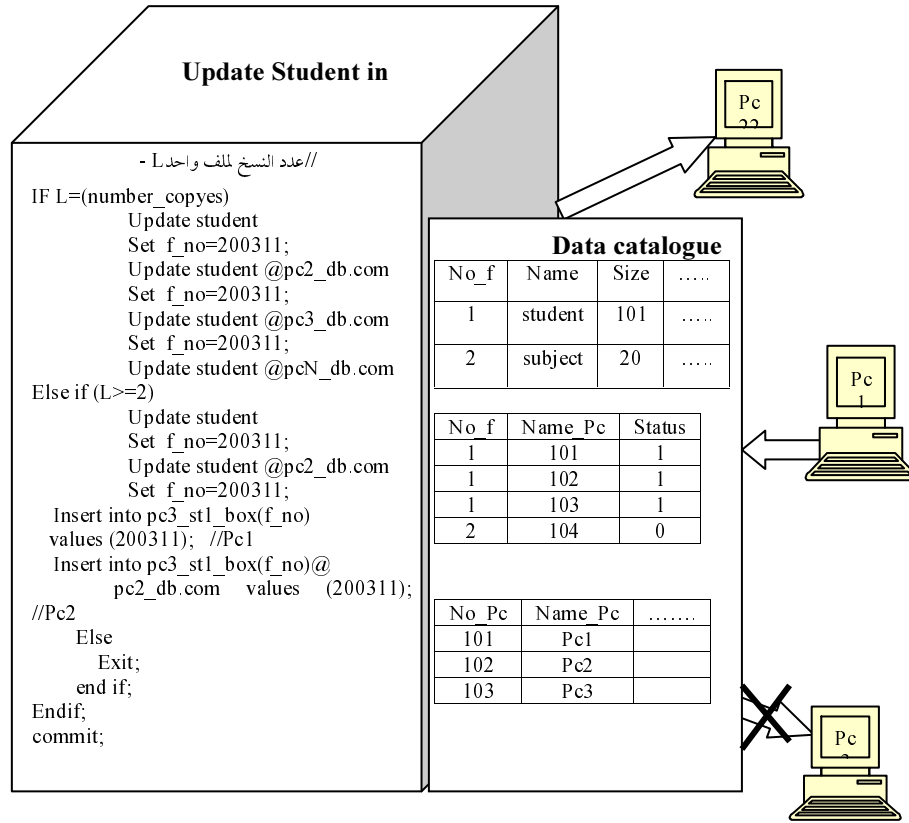 Update Student in
//عدد النسخ لملف واحد L -
IF L=(number_copyes)
Update student
Set f_no=200311;
Update student @pc2_db.com
Set f_no=200311;
Update student @pc3_db.com
Set f_no=200311;
Update student @pcN_db.com
Else if (L>=2)
Update student
Set f_no=200311;
Update student @pc2_db.com
Set f_no=200311;
Insert into pc3_st1_box(f_no)
values (200311); //Pc1
Insert into pc3_st1_box(f_no)@
pc2_db.com values (200311);
//Pc2
Else
Exit;
end if;
Endif;
commit;
Data catalogue
No_f Name Size .....
1 student 101 .....
2 subject 20 .....
No_f Name_Pc Status
1 101 1
1 102 1
1 103 1
2 104 0
No_Pc Name_Pc .......
101 Pc1
102 Pc2
103 Pc3
Pc
Pc
1
Pc